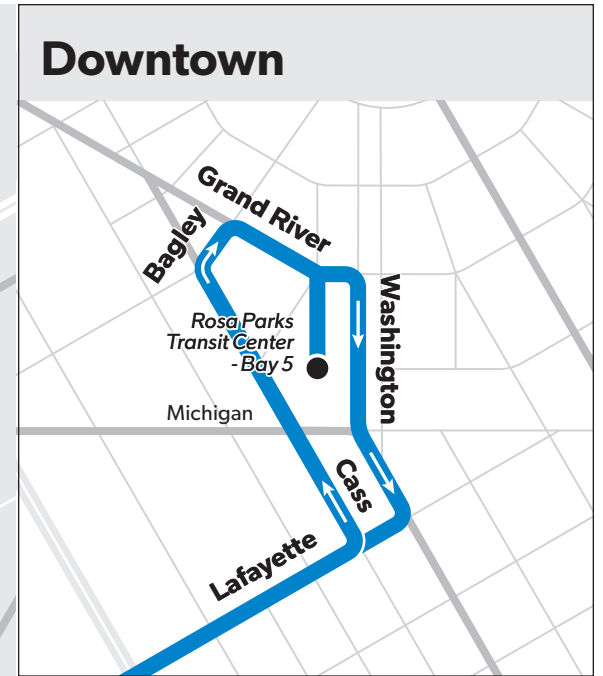 Downtown
Grand River
Bagley
Washington
Rosa Parks
Transit Center
- Bay 5
Michigan
Cass
Lafayette